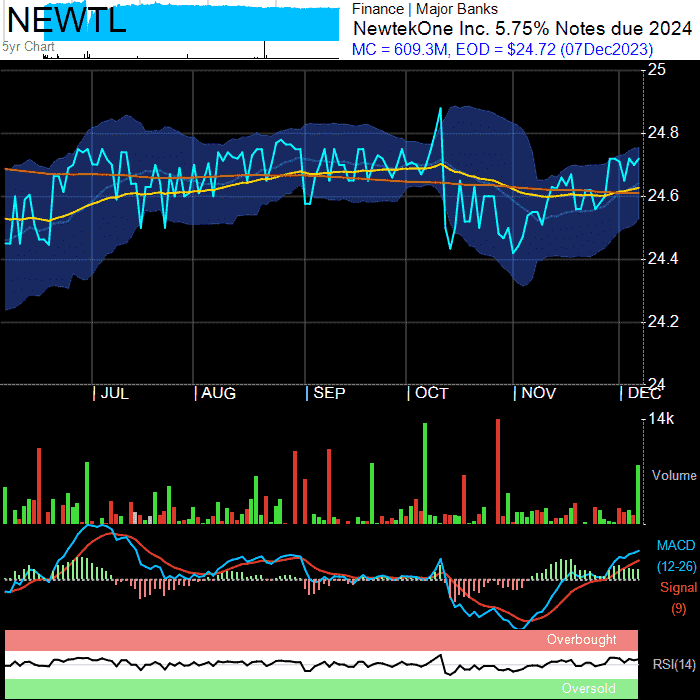 NEWTL
5yr Chart
Finance | Major Banks
NewtekOne Inc. 5.75% Notes due 2024
MC = 609.3M, EOD = $24.72 (07Dec2023)
25
24.8
24.6
24.4
24.2
24
| JUL | AUG | SEP | OCT | NOV | DEC
14k
Volume
MACD
(12-26)
Signal
(9)
Overbought
RSI(14)
Oversold